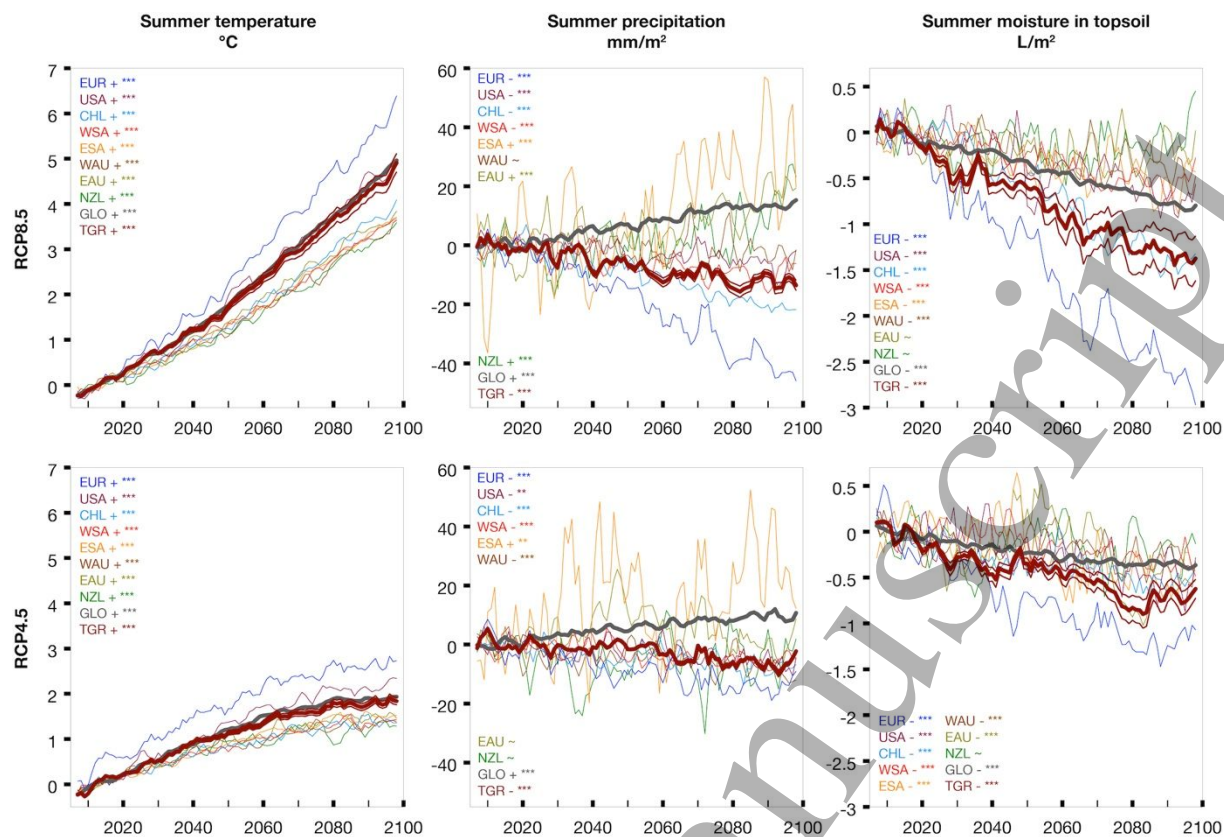 Summer temperature
°C
Summer precipitation
mm/m²
Summer moisture in topsoil
L/m²
RCP8.5
7
6
5
4
3
2
1
0
EUR + ***
USA + ***
CHL + ***
WSA + ***
ESA + ***
WAU + ***
EAU + ***
NZL + ***
GLO + ***
TGR + ***
2020 2040 2060 2080 2100
60
40
20
0
-20
-40
EUR - ***
USA - ***
CHL - ***
WSA - ***
ESA + ***
WAU ~
EAU + ***
NZL + ***
GLO + ***
TGR - ***
2020 2040 2060 2080 2100
0.5
0
-0.5
-1
-1.5
-2
-2.5
-3
EUR - ***
USA - ***
CHL - ***
WSA - ***
ESA - ***
WAU - ***
EAU ~
NZL ~
GLO - ***
TGR - ***
2020 2040 2060 2080 2100
RCP4.5
7
6
5
4
3
2
1
0
EUR + ***
USA + ***
CHL + ***
WSA + ***
ESA + ***
WAU + ***
EAU + ***
NZL + ***
GLO + ***
TGR + ***
2020 2040 2060 2080 2100
60
40
20
0
-20
-40
EUR - ***
USA - **
CHL - ***
WSA - ***
ESA + **
WAU - ***
EAU ~
NZL ~
GLO + ***
TGR - ***
2020 2040 2060 2080 2100
0.5
0
-0.5
-1
-1.5
-2
-2.5
-3
EUR - *** WAU - ***
USA - *** EAU - ***
CHL - *** NZL ~
WSA - *** GLO - ***
ESA - *** TGR - ***
2020 2040 2060 2080 2100
nuscrip